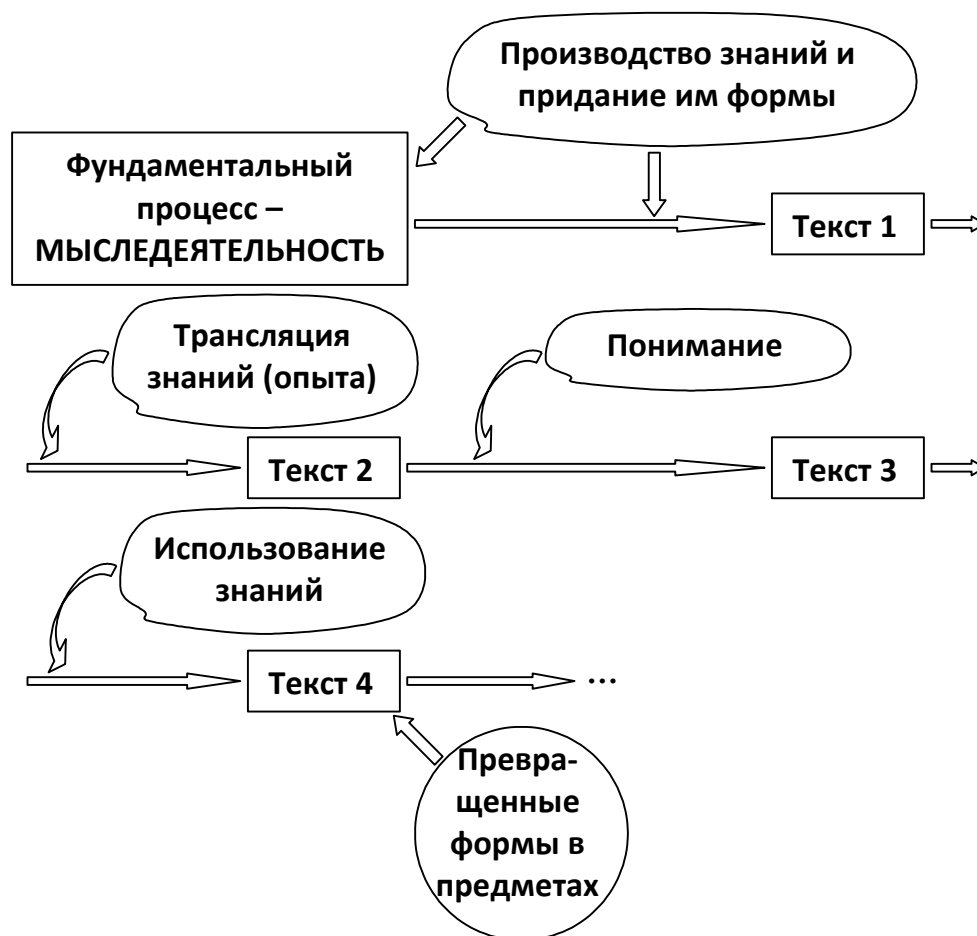 Производство знаний и
придание им формы
Фундаментальный
процесс –
МЫСЛЕДЕЯТЕЛЬНОСТЬ
Текст 1
Трансляция
знаний (опыта)
Понимание
Текст 2
Текст 3
Использование
знаний
Текст 4
...
Превра-
щенные
формы в
предметах